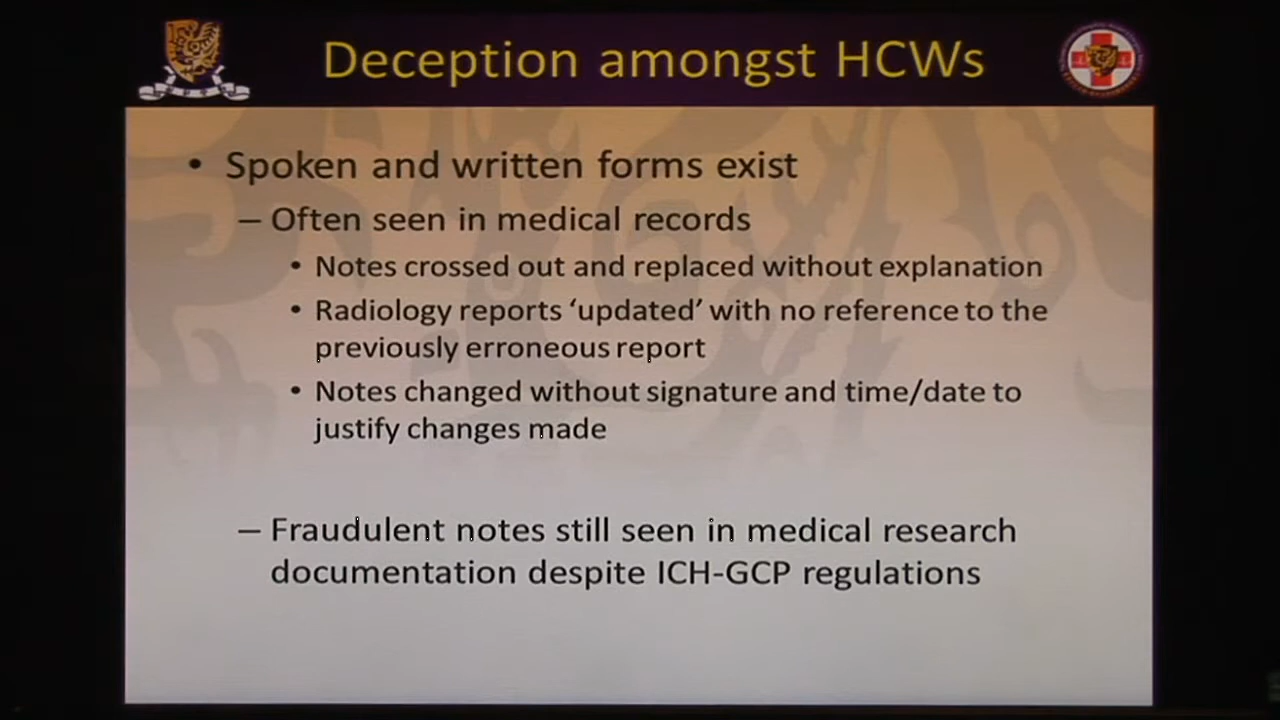 Deception amongst HCWs
• Spoken and written forms exist
– Often seen in medical records
• Notes crossed out and replaced without explanation
• Radiology reports ‘updated’ with no reference to the
previously erroneous report
• Notes changed without signature and time/date to
justify changes made
– Fraudulent notes still seen in medical research
documentation despite ICH-GCP regulations